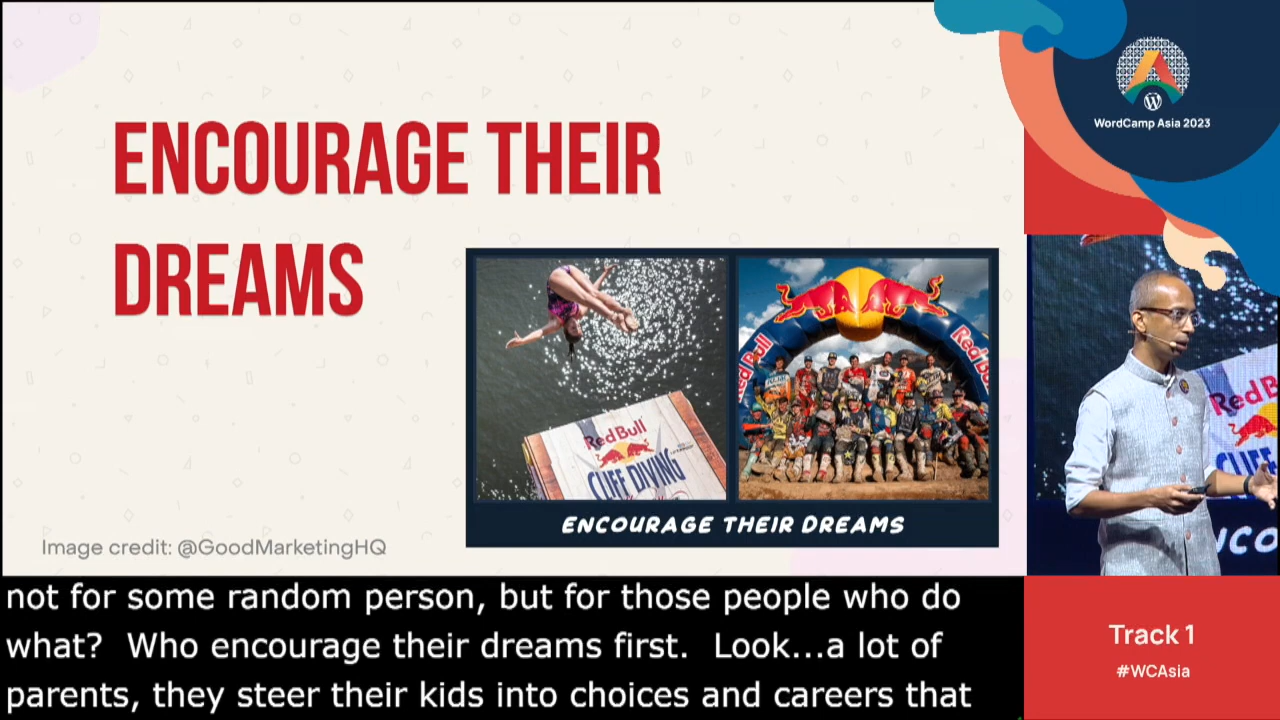 ENCOURAGE THEIR
DREAMS
Red Bull
CLIFF DIVING
Red Bull
Red Bull
ENCOURAGE THEIR DREAMS
Image credit: @GoodMarketingHQ
WordCamp Asia 2023
Track 1
#WCAsia
not for some random person, but for those people who do
what?  Who encourage their dreams first.  Look...a lot of
parents, they steer their kids into choices and careers that